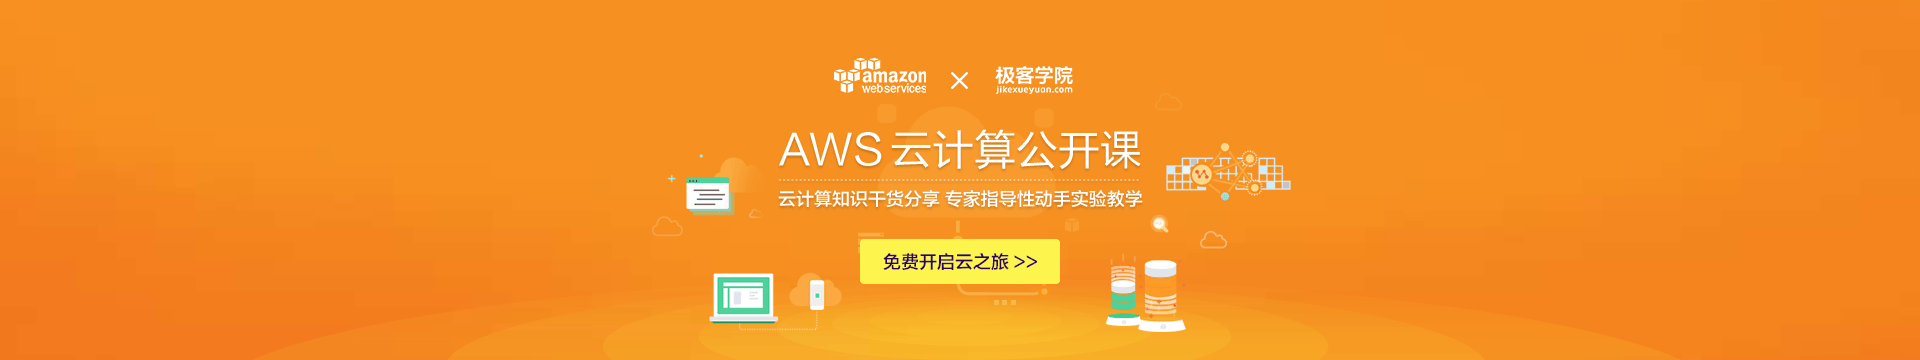 amazon
web services
×
极客学院
jikexueyuan.com
AWS 云计算公开课
云计算知识干货分享 专家指导性动手实验教学
免费开启云之旅 >>